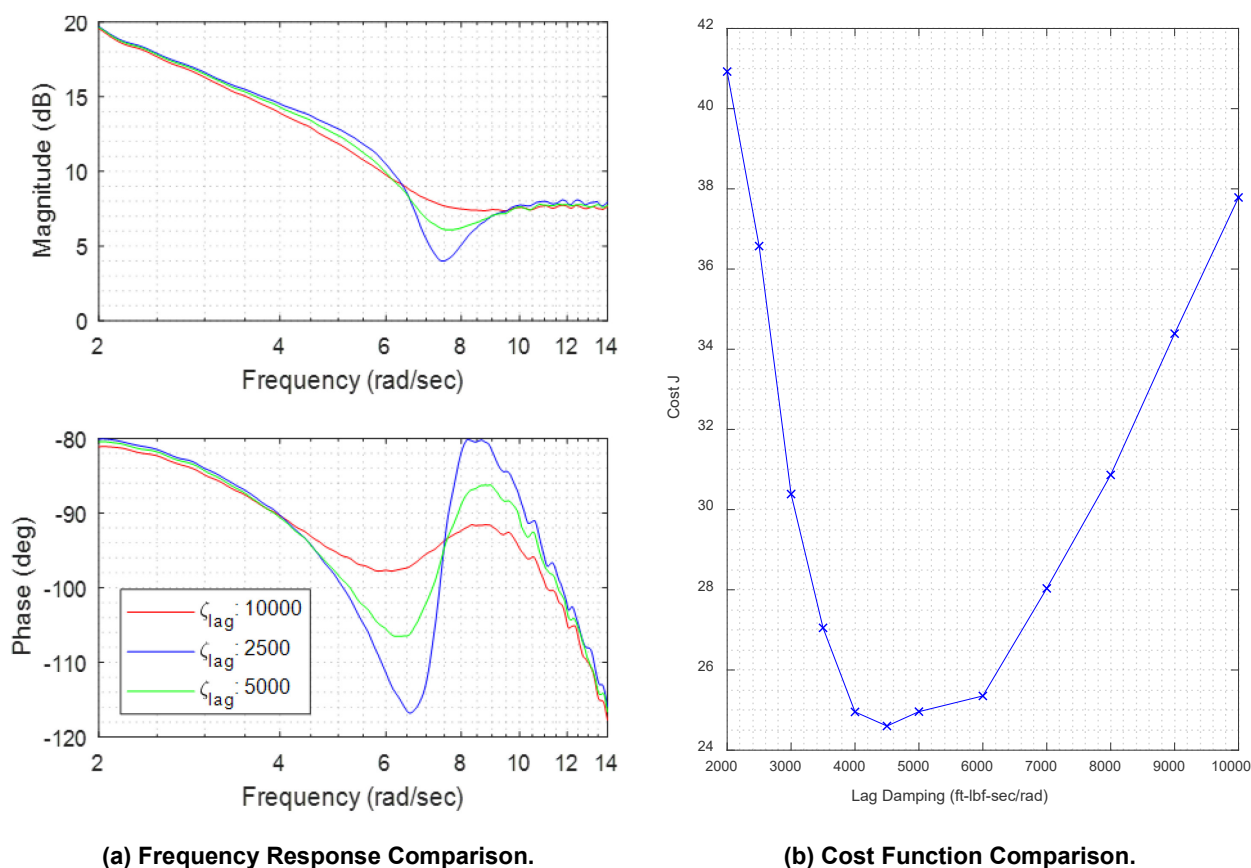 20
15
10
5
0
Magnitude (dB)
2 4 6 8 10 12 14
Frequency (rad/sec)
-80
-90
-100
-110
-120
Phase (deg)
ζlag: 10000
ζlag: 2500
ζlag: 5000
2 4 6 8 10 12 14
Frequency (rad/sec)
(a) Frequency Response Comparison.
42
40
38
36
34
32
30
28
26
24
Cost J
2000 3000 4000 5000 6000 7000 8000 9000 10000
Lag Damping (ft-lbf-sec/rad)
(b) Cost Function Comparison.